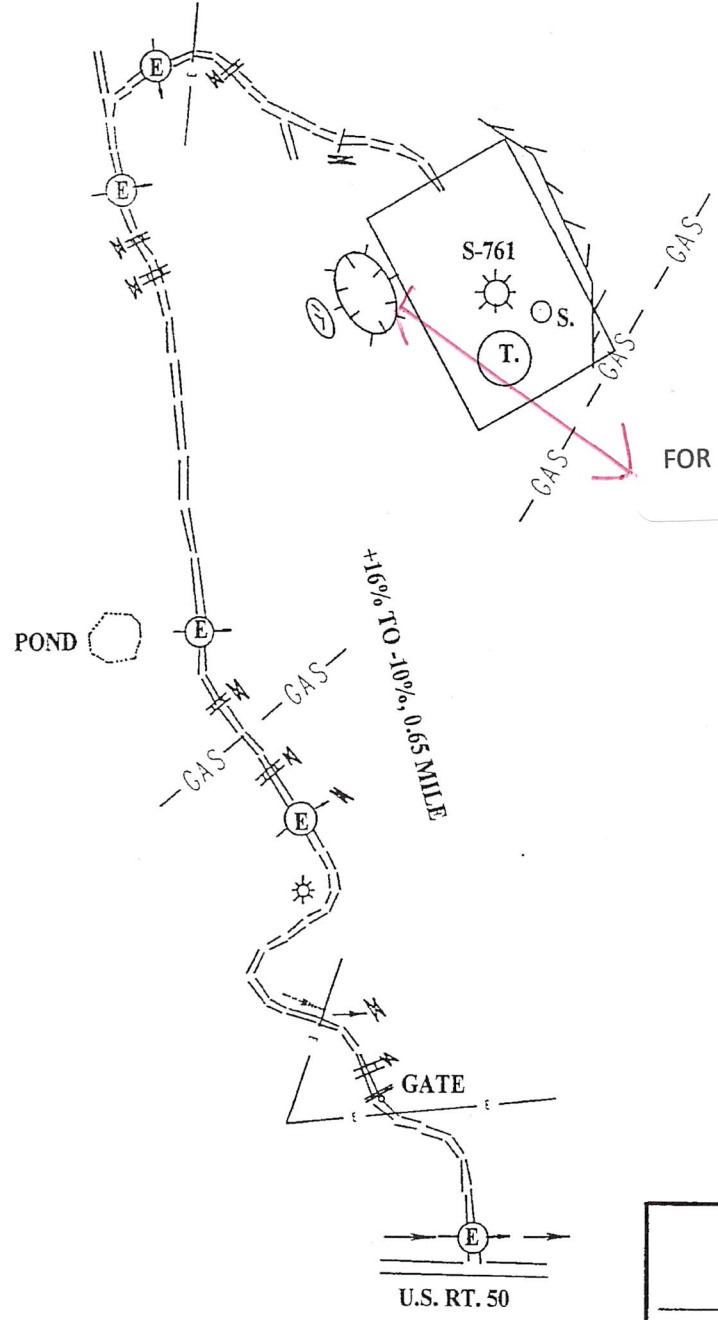 E
E
S-761
S.
T.
GAS
GAS
GAS
FOR
E
POND
GAS
GAS
+16% TO -10%, 0.65 MILE
E
GATE
E
E
E
U.S. RT. 50